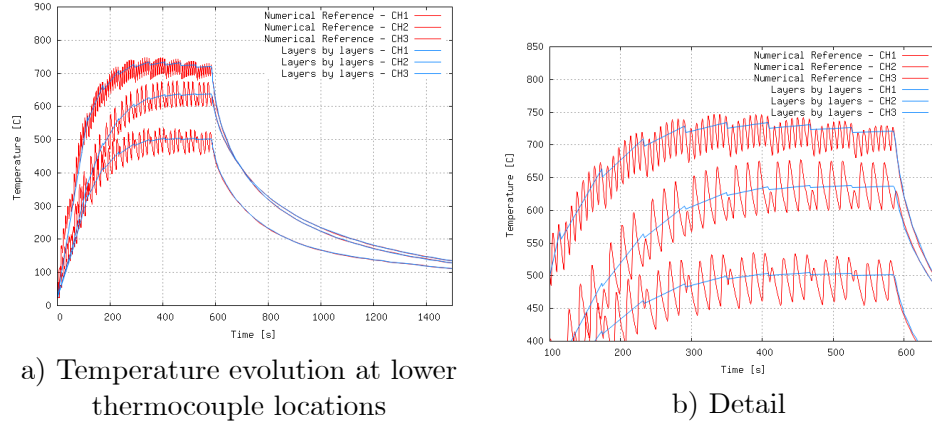 900
800
700
600
500
400
300
200
100
0
0
200
400
600
800
1000
1200
1400
Temperature [C]
Time [s]
Numerical Reference - CH1
Numerical Reference - CH2
Numerical Reference - CH3
Layers by layers - CH1
Layers by layers - CH2
Layers by layers - CH3
a) Temperature evolution at lower
thermocouple locations
850
800
750
700
650
600
550
500
450
400
100
200
300
400
500
600
Temperature [C]
Time [s]
Numerical Reference - CH1
Numerical Reference - CH2
Numerical Reference - CH3
Layers by layers - CH1
Layers by layers - CH2
Layers by layers - CH3
b) Detail